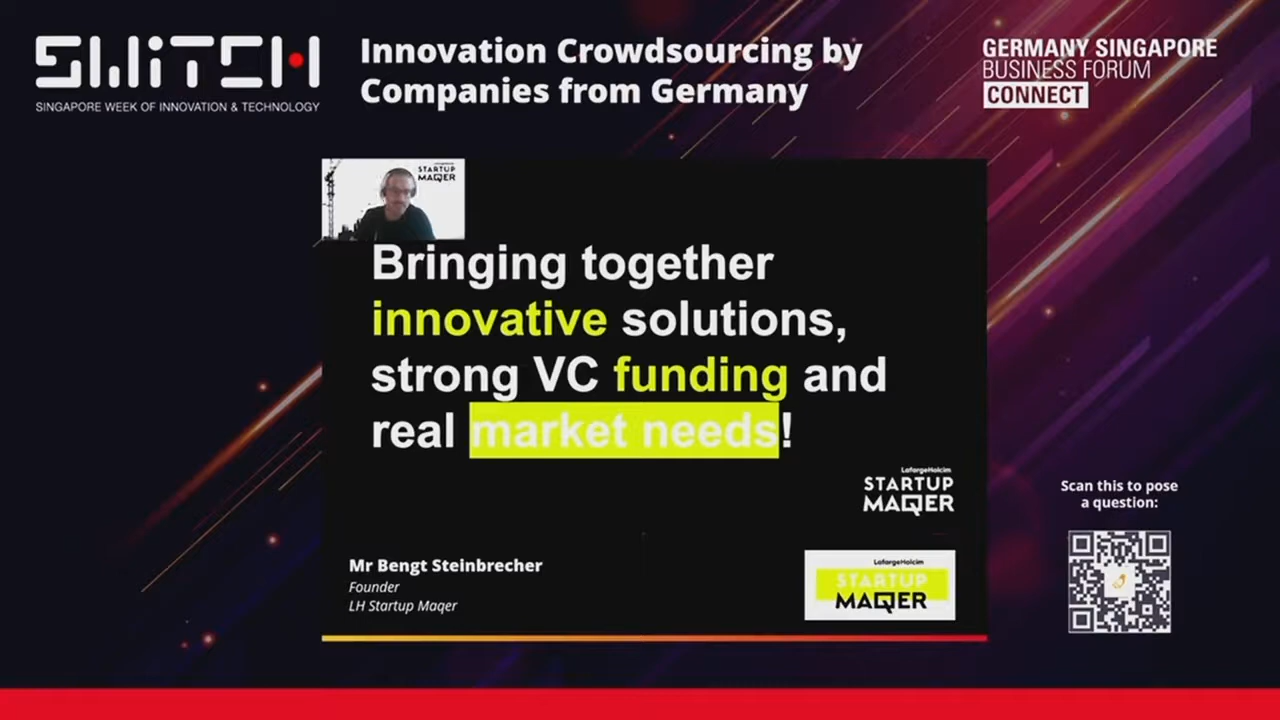 SWITCH
SINGAPORE WEEK OF INNOVATION & TECHNOLOGY
Innovation Crowdsourcing by
Companies from Germany
GERMANY SINGAPORE
BUSINESS FORUM
CONNECT
STARTUP
MAQER
Bringing together
innovative solutions,
strong VC funding and
real market needs!
LafargeHolcim
STARTUP
MAQER
Scan this to pose
a question:
Mr Bengt Steinbrecher
Founder
LH Startup Maqer
LafargeHolcim
STARTUP
MAQER